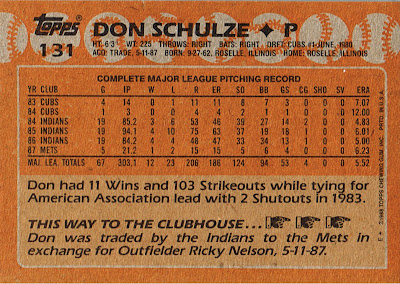 Topps
131
DON SCHULZE ✦ P
HT: 6'3 WT: 225 THROWS: RIGHT BATS: RIGHT DRFT: CUBS #1-JUNE, 1980
ACQ: TRADE, 5-11-87 BORN: 9-27-62, ROSELLE, ILLINOIS HOME: ROSELLE, ILLINOIS
COMPLETE MAJOR LEAGUE PITCHING RECORD
YR CLUB G IP W L R ER SO BB GS CG SHO SV ERA
83 CUBS 4 14 0 1 11 11 8 7 3 0 0 0 7.07
84 CUBS 1 3 0 0 4 4 2 1 1 0 0 0 12.00
84 INDIANS 19 85.2 3 6 53 46 39 27 14 2 0 0 4.83
85 INDIANS 19 94.1 4 10 75 63 37 19 18 1 0 0 6.01
86 INDIANS 19 84.2 4 4 48 47 33 34 13 1 0 0 5.00
87 METS 5 21.2 1 2 15 15 5 6 4 0 0 0 6.23
MAJ. LEA. TOTALS 67 303.1 12 23 206 186 124 94 53 4 0 0 5.52
Don had 11 Wins and 103 Strikeouts while tying for
American Association lead with 2 Shutouts in 1983.
THIS WAY TO THE CLUBHOUSE...
Don was traded by the Indians to the Mets in
exchange for Outfielder Ricky Nelson, 5-11-87.
© 1988 TOPPS CHEWING GUM, INC. PRTD. IN U.S.A.